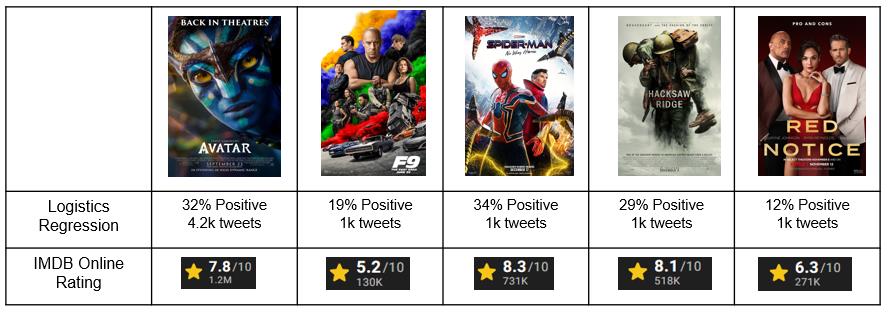 BACK IN THEATRES
AVATAR
SEPTEMBER 23
F9
SPIDER-MAN
No Way Home
HACKSAW
RIDGE
PRO AND CONS
RED
NOTICE
NOVEMBER 12
Logistics
Regression
32% Positive
4.2k tweets
19% Positive
1k tweets
34% Positive
1k tweets
29% Positive
1k tweets
12% Positive
1k tweets
IMDB Online
Rating
7.8/10
1.2M
5.2/10
130K
8.3/10
731K
8.1/10
518K
6.3/10
271K